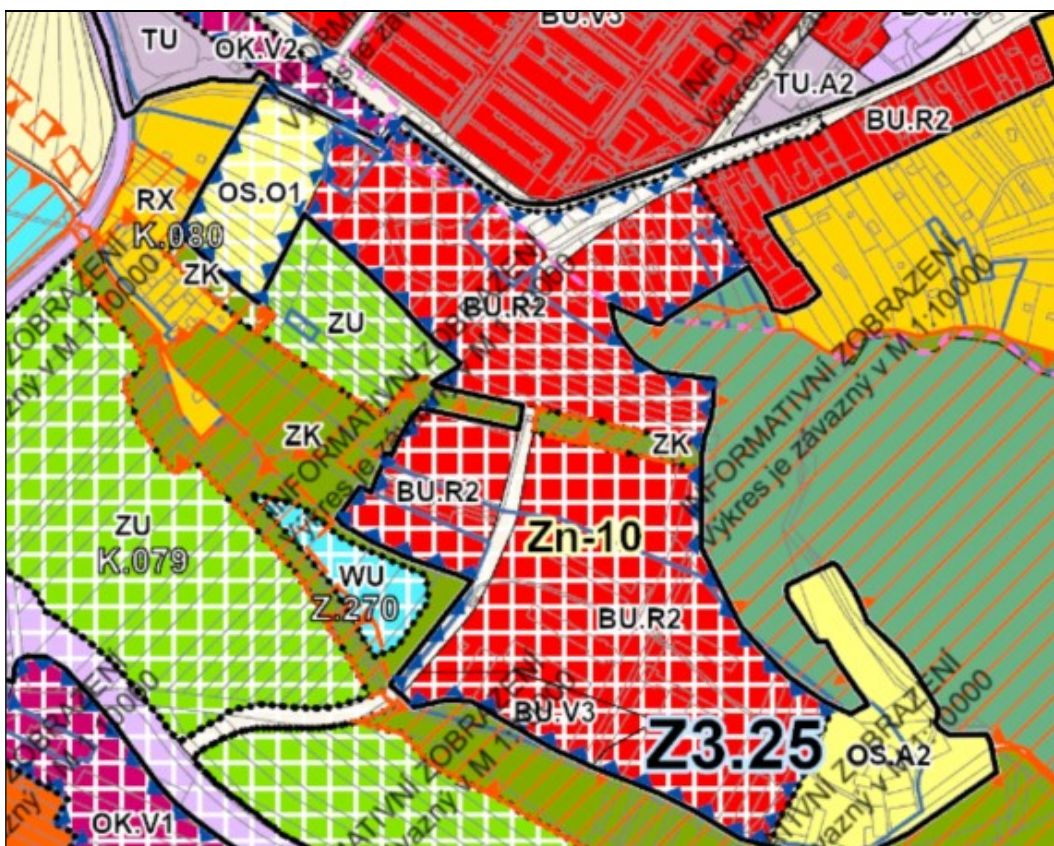 BU.V3
TU
OK.V2
TU.A2
BU.R2
RX
OS.O1
K.080
ZK
ZU
BU.R2
ZK
ZK
BU.R2
Zn-10
ZU
K.079
WU
Z.270
BU.R2
BU.V3
Z3.25
OS.A2
OK.V1
INFORMATIVNÍ ZOBRAZENÍ
Výkres je závazný v M 1:10000